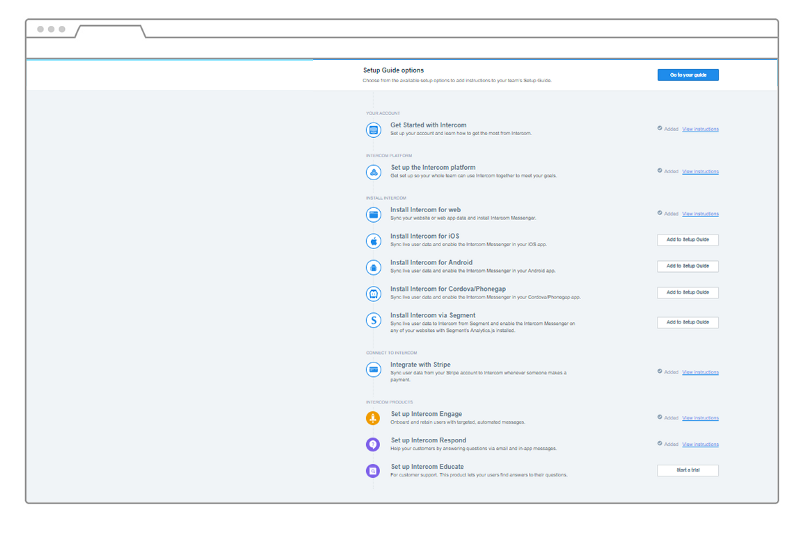 Setup Guide options
Choose from the available setup options to add instructions to your team's Setup Guide.
Go to your guide
YOUR ACCOUNT
Get Started with Intercom
Set up your account and learn how to get the most from Intercom.
Added View instructions
INTERCOM PLATFORM
Set up the Intercom platform
Get set up so your whole team can use Intercom together to meet your goals.
Added View instructions
INSTALL INTERCOM
Install Intercom for web
Sync your website or web app data and install Intercom Messenger.
Added View instructions
Install Intercom for iOS
Sync live user data and enable the Intercom Messenger in your iOS app.
Add to Setup Guide
Install Intercom for Android
Sync live user data and enable the Intercom Messenger in your Android app.
Add to Setup Guide
Install Intercom for Cordova/Phonegap
Sync live user data and enable the Intercom Messenger in your Cordova/Phonegap app.
Add to Setup Guide
S
Install Intercom via Segment
Sync live user data to Intercom from Segment and enable the Intercom Messenger on
any of your websites with Segment's Analytics.js installed.
Add to Setup Guide
CONNECT TO INTERCOM
Integrate with Stripe
Sync user data from your Stripe account to Intercom whenever someone makes a
payment.
Added View instructions
INTERCOM PRODUCTS
Set up Intercom Engage
Onboard and retain users with targeted, automated messages.
Added View instructions
Set up Intercom Respond
Help your customers by answering questions via email and in-app messages.
Added View instructions
Set up Intercom Educate
For customer support. This product lets your users find answers to their questions.
Start a trial